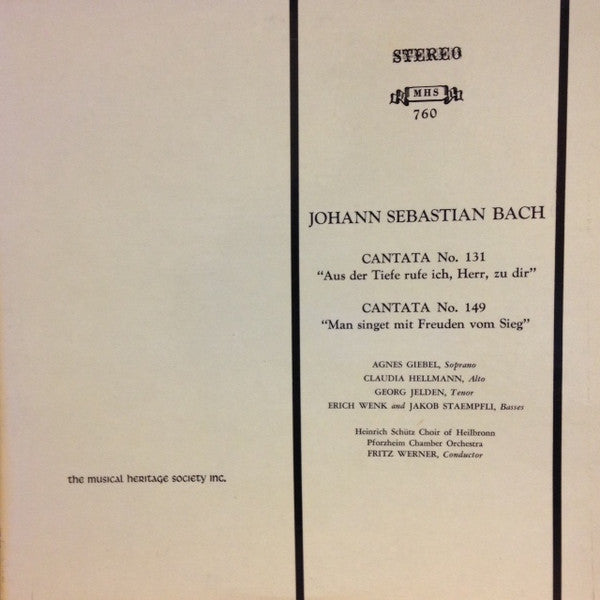 STEREO
MHS
760
JOHANN SEBASTIAN BACH
CANTATA No. 131
“Aus der Tiefe rufe ich, Herr, zu dir”
CANTATA No. 149
“Man singet mit Freuden vom Sieg”
AGNES GIEBEL, Soprano
CLAUDIA HELLMANN, Alto
GEORG JELDEN, Tenor
ERICH WENK and JAKOB STAEMPFLI, Basses
Heinrich Schütz Choir of Heilbronn
Pforzheim Chamber Orchestra
FRITZ WERNER, Conductor
the musical heritage society inc.